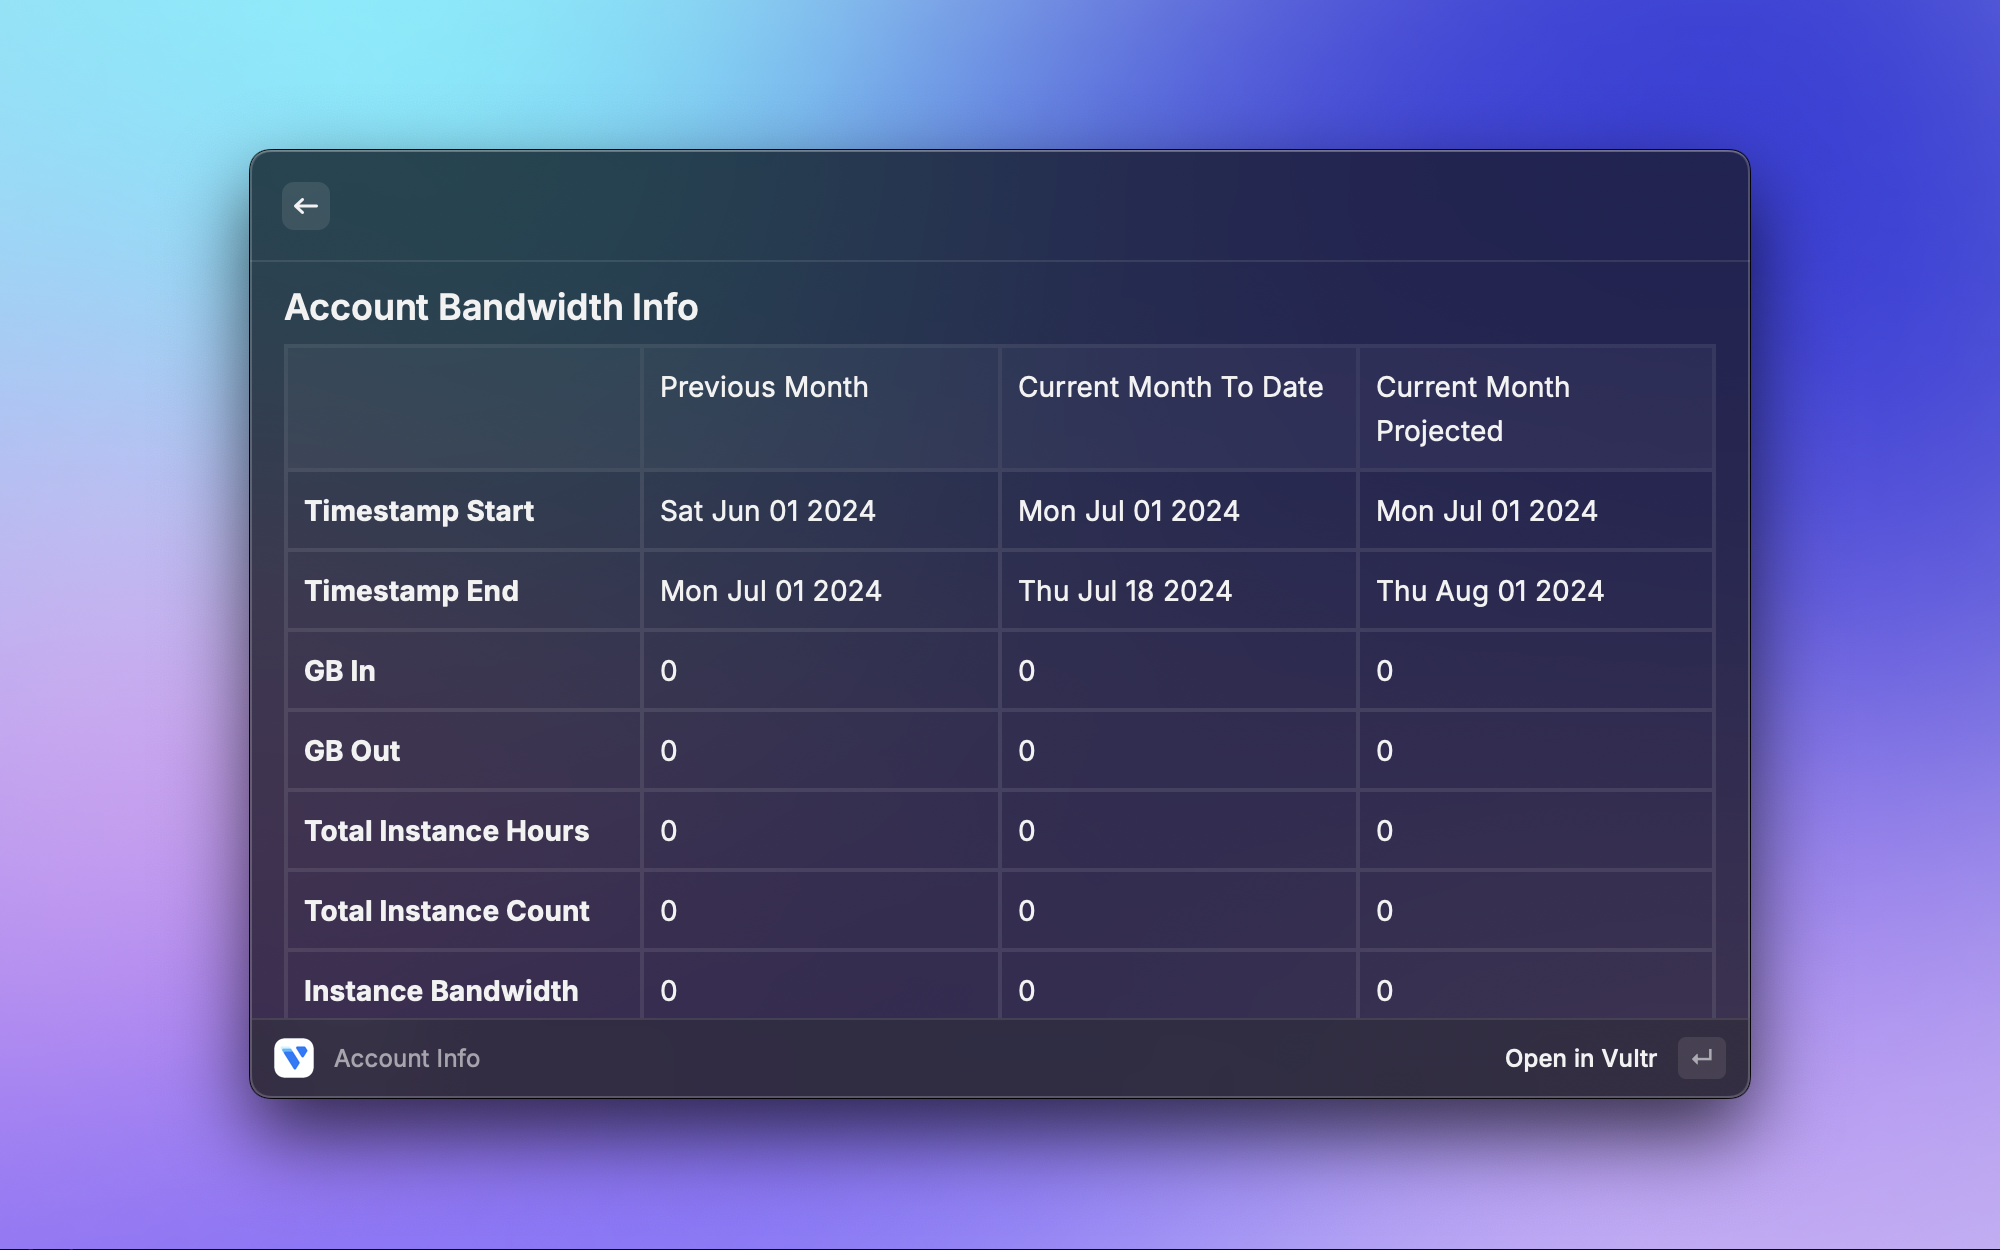 Account Bandwidth Info
Previous Month Current Month To Date Current Month
Projected
Timestamp Start Sat Jun 01 2024 Mon Jul 01 2024 Mon Jul 01 2024
Timestamp End Mon Jul 01 2024 Thu Jul 18 2024 Thu Aug 01 2024
GB In 0 0 0
GB Out 0 0 0
Total Instance Hours 0 0 0
Total Instance Count 0 0 0
Instance Bandwidth 0 0 0
Account Info Open in Vultr